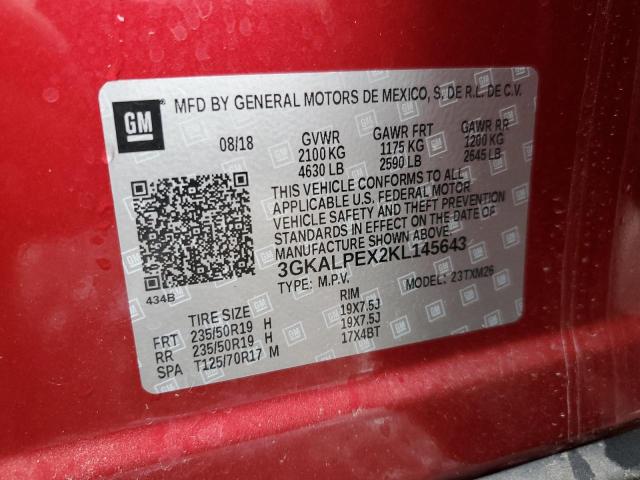 GM ® MFD BY GENERAL MOTORS DE MEXICO, S. DE R.L. DE C.V.
08/18 GVWR GAWR FRT GAWR RR
2100 KG 1175 KG 1200 KG
4630 LB 2590 LB 2645 LB
THIS VEHICLE CONFORMS TO ALL
APPLICABLE U.S. FEDERAL MOTOR
VEHICLE SAFETY AND THEFT PREVENTION
STANDARDS IN EFFECT ON THE DATE OF
MANUFACTURE SHOWN ABOVE.
3GKALPEX2KL145643
TYPE: M.P.V. MODEL: 23TXM26
434B
TIRE SIZE RIM
FRT 235/50R19 H 19X7.5J
RR 235/50R19 H 19X7.5J
SPA T125/70R17 M 17X4BT